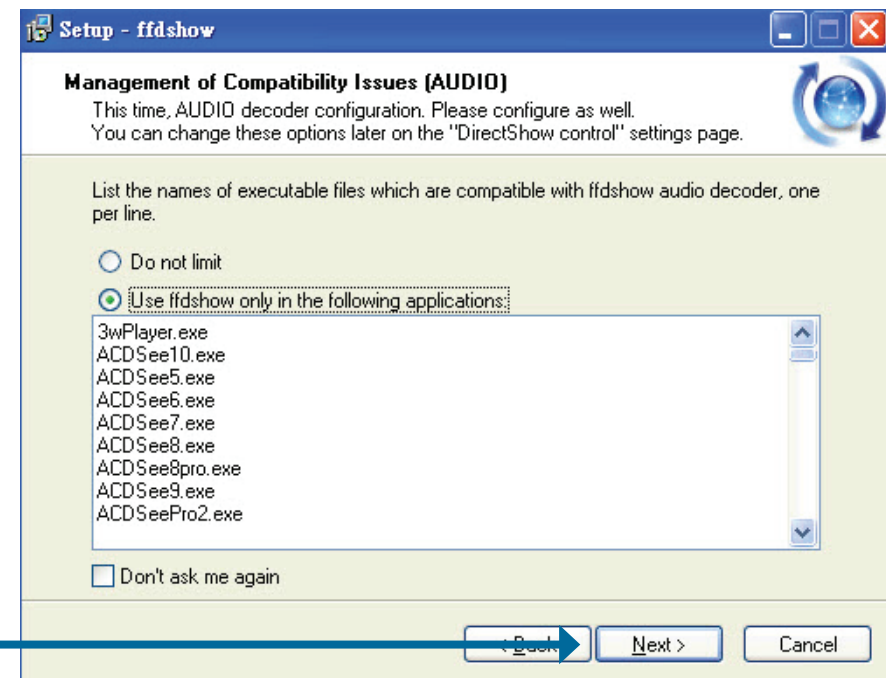 Setup - ffdshow
Management of Compatibility Issues (AUDIO)
This time, AUDIO decoder configuration. Please configure as well.
You can change these options later on the "DirectShow control" settings page.
List the names of executable files which are compatible with ffdshow audio decoder, one
per line.
Do not limit
Use ffdshow only in the following applications:
3wPlayer.exe
ACDSee10.exe
ACDSee5.exe
ACDSee6.exe
ACDSee7.exe
ACDSee8.exe
ACDSee8pro.exe
ACDSee9.exe
ACDSeePro2.exe
Don't ask me again
< Back Next > Cancel